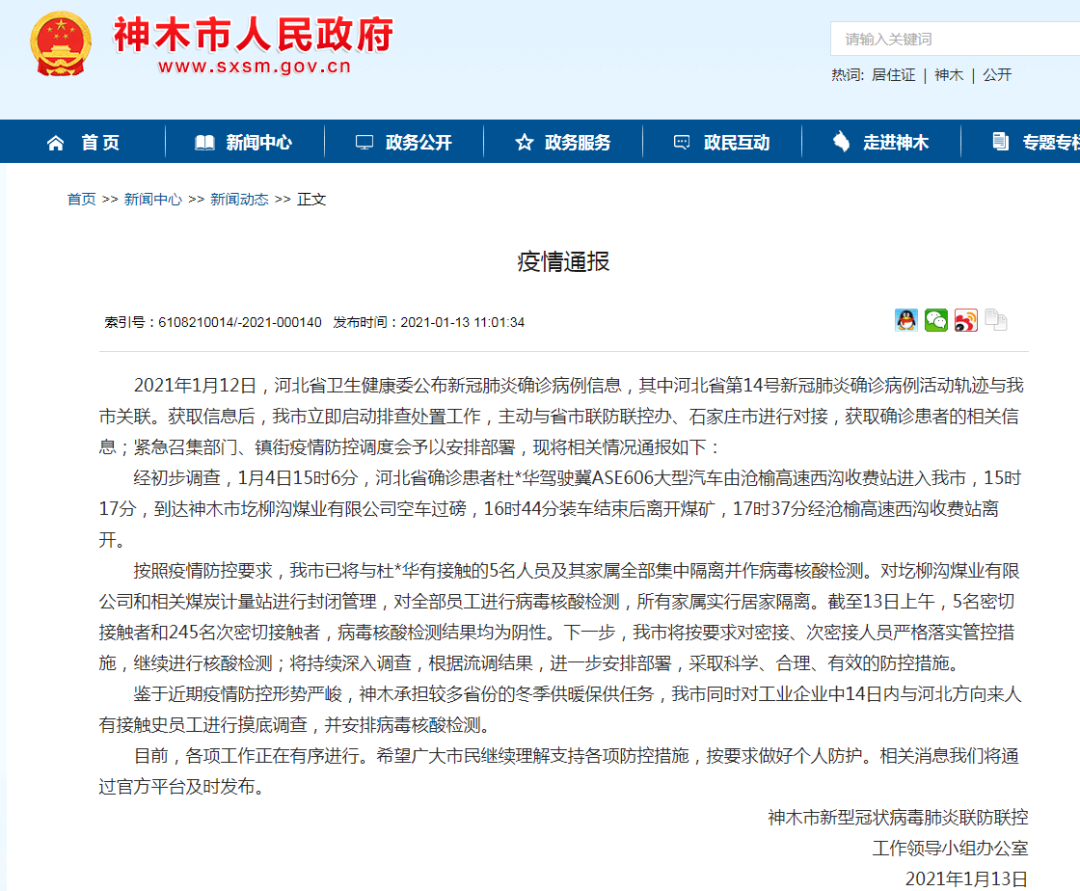 神木市人民政府
www.sxsm.gov.cn
请输入关键词
热词: 居住证 | 神木 | 公开
首页 新闻中心 政务公开 政务服务 政民互动 走进神木 专题专栏
首页 >> 新闻中心 >> 新闻动态 >> 正文
疫情通报
索引号：6108210014/-2021-000140 发布时间：2021-01-13 11:01:34
2021年1月12日，河北省卫生健康委公布新冠肺炎确诊病例信息，其中河北省第14号新冠肺炎确诊病例活动轨迹与我
市关联。获取信息后，我市立即启动排查处置工作，主动与省市联防联控办、石家庄市进行对接，获取确诊患者的相关信
息；紧急召集部门、镇街疫情防控调度会予以安排部署，现将相关情况通报如下：
经初步调查，1月4日15时6分，河北省确诊患者杜*华驾驶冀ASE606大型汽车由沧榆高速西沟收费站进入我市，15时
17分，到达神木市圪柳沟煤业有限公司空车过磅，16时44分装车结束后离开煤矿，17时37分经沧榆高速西沟收费站离
开。
按照疫情防控要求，我市已将与杜*华有接触的5名人员及其家属全部集中隔离并作病毒核酸检测。对圪柳沟煤业有限
公司和相关煤炭计量站进行封闭管理，对全部员工进行病毒核酸检测，所有家属实行居家隔离。截至13日上午，5名密切
接触者和245名次密切接触者，病毒核酸检测结果均为阴性。下一步，我市将按要求对密接、次密接人员严格落实管控措
施，继续进行核酸检测；将持续深入调查，根据流调结果，进一步安排部署，采取科学、合理、有效的防控措施。
鉴于近期疫情防控形势严峻，神木承担较多省份的冬季供暖保供任务，我市同时对工业企业中14日内与河北方向来人
有接触史员工进行摸底调查，并安排病毒核酸检测。
目前，各项工作正在有序进行。希望广大市民继续理解支持各项防控措施，按要求做好个人防护。相关消息我们将通
过官方平台及时发布。
神木市新型冠状病毒肺炎联防联控
工作领导小组办公室
2021年1月13日